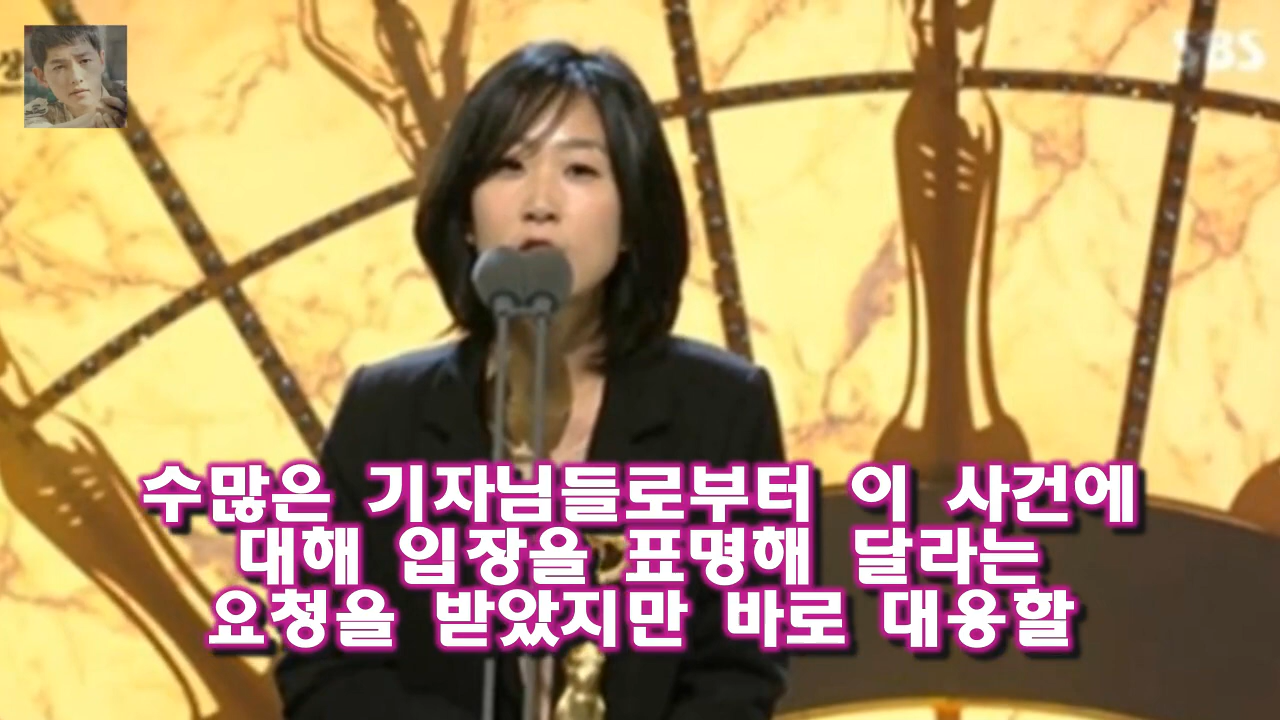 상
SBS
수많은 기자님들로부터 이 사건에
대해 입장을 표명해 달라는
요청을 받았지만 바로 대응할